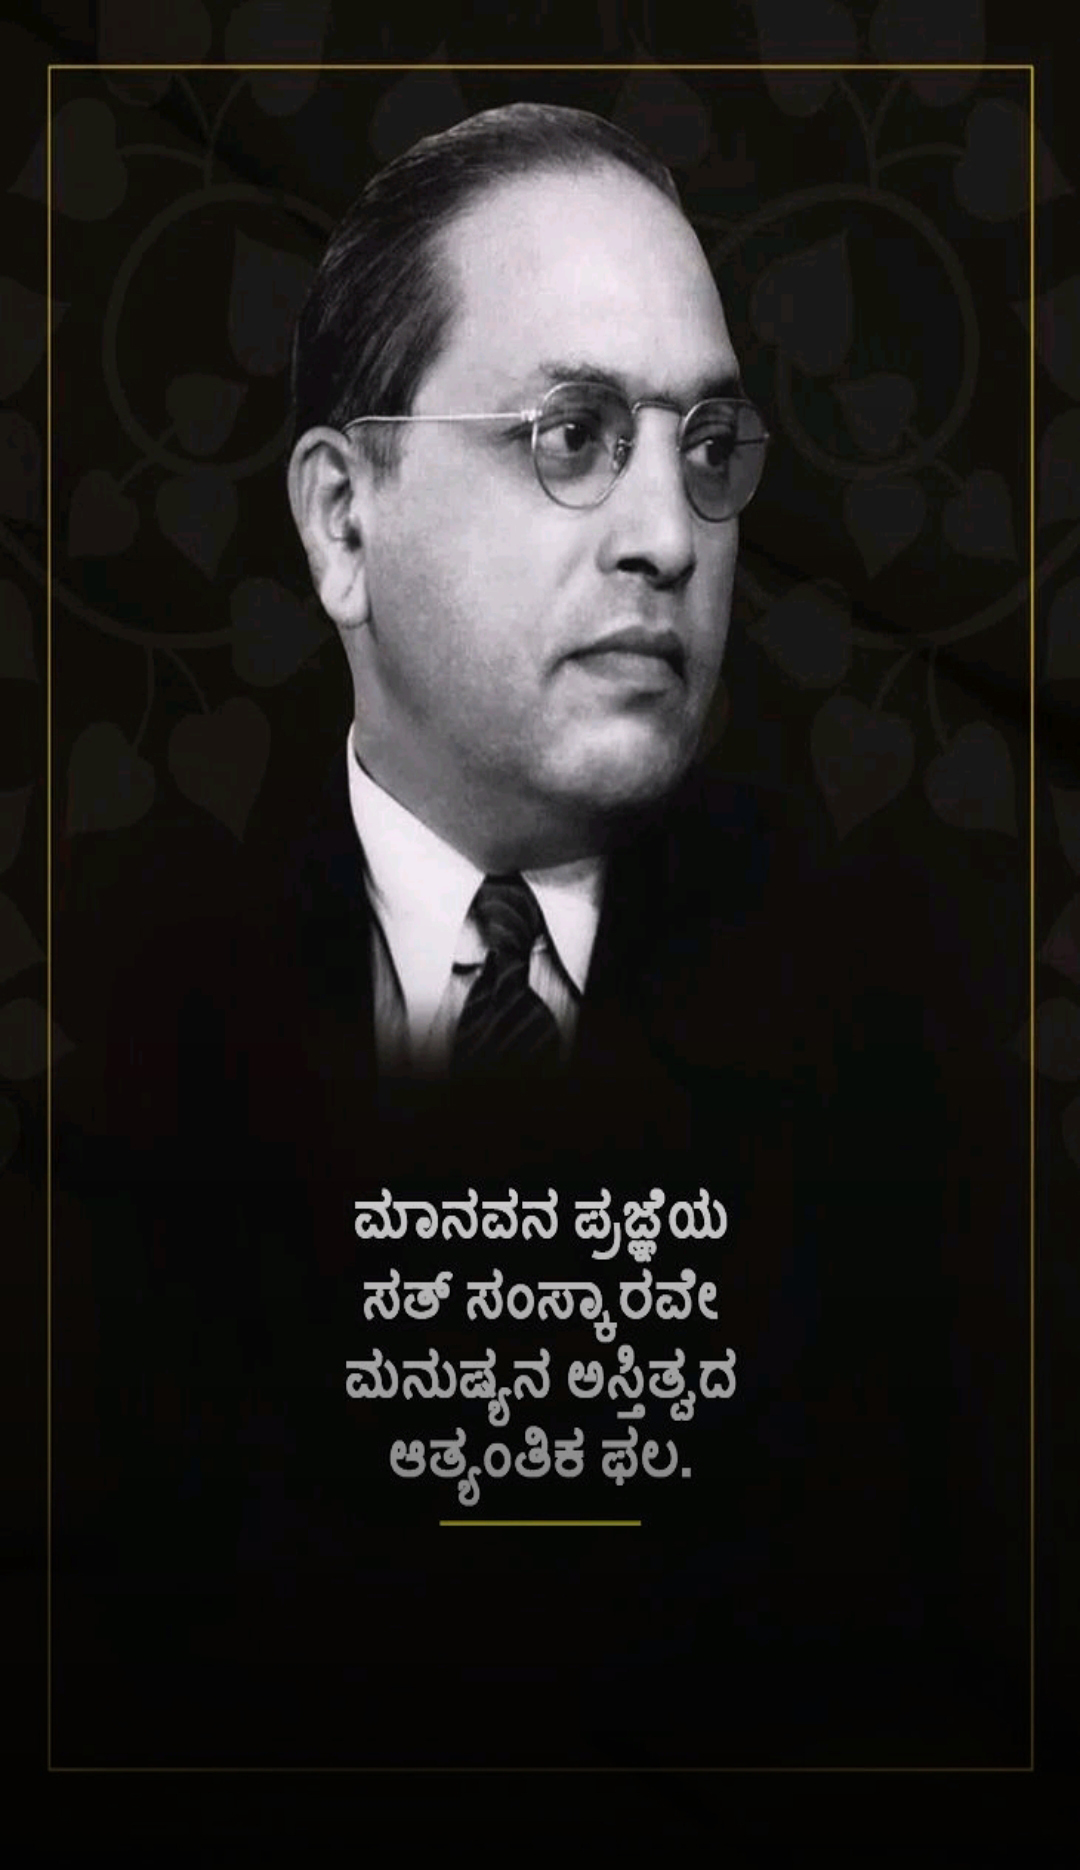 ಮಾನವನ ಪ್ರಜ್ಞೆಯ
ಸತ್ ಸಂಸ್ಕಾರವೇ
ಮನುಷ್ಯನ ಅಸ್ತಿತ್ವದ
ಆತ್ಯಂತಿಕ ಫಲ.